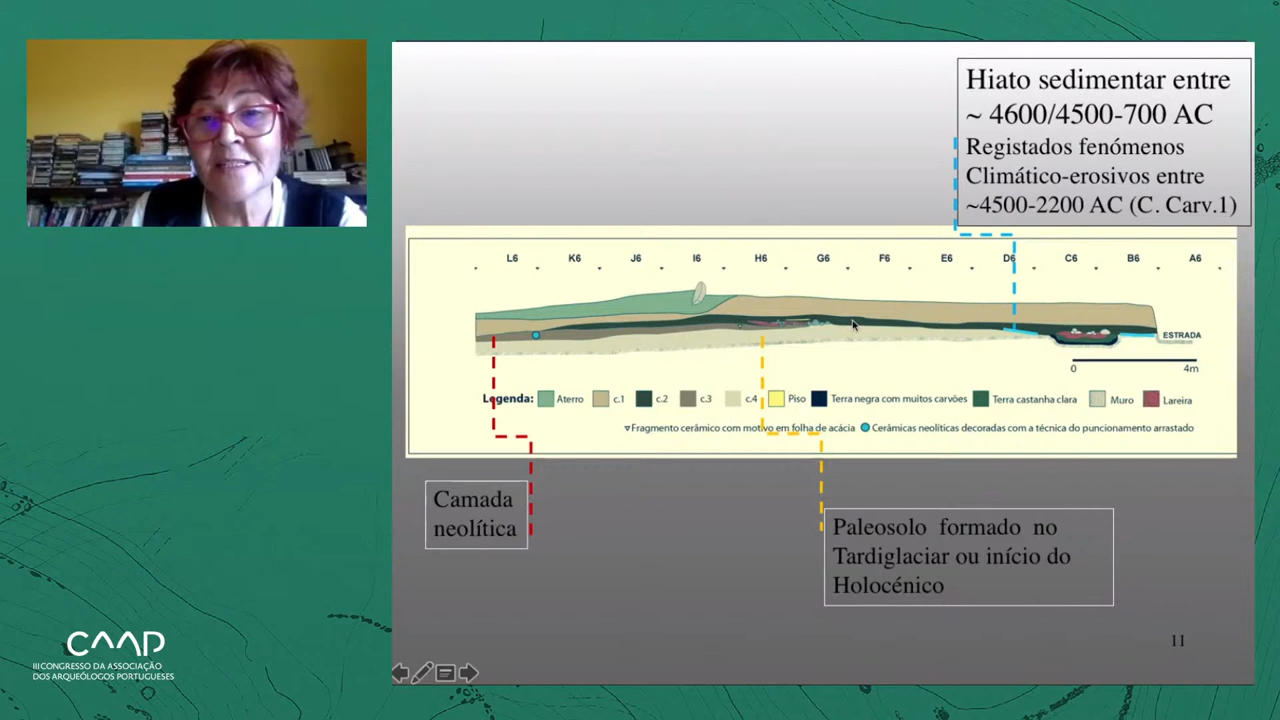 Hiato sedimentar entre
~ 4600/4500-700 AC
Registados fenómenos
Climático-erosivos entre
~4500-2200 AC (C. Carv.1)
L6 K6 J6 I6 H6 G6 F6 E6 D6 C6 B6 A6
ESTRADA
0 4m
Legenda: Aterro c.1 c.2 c.3 c.4 Piso Terra negra com muitos carvões Terra castanha clara Muro Lareira
Fragmento cerâmico com motivo em folha de acácia Cerâmicas neolíticas decoradas com a técnica do puncionamento arrastado
Camada
neolítica
Paleosolo formado no
Tardiglaciar ou início do
Holocénico
11
CAAP
III CONGRESSO DA ASSOCIAÇÃO
DOS ARQUEÓLOGOS PORTUGUESES